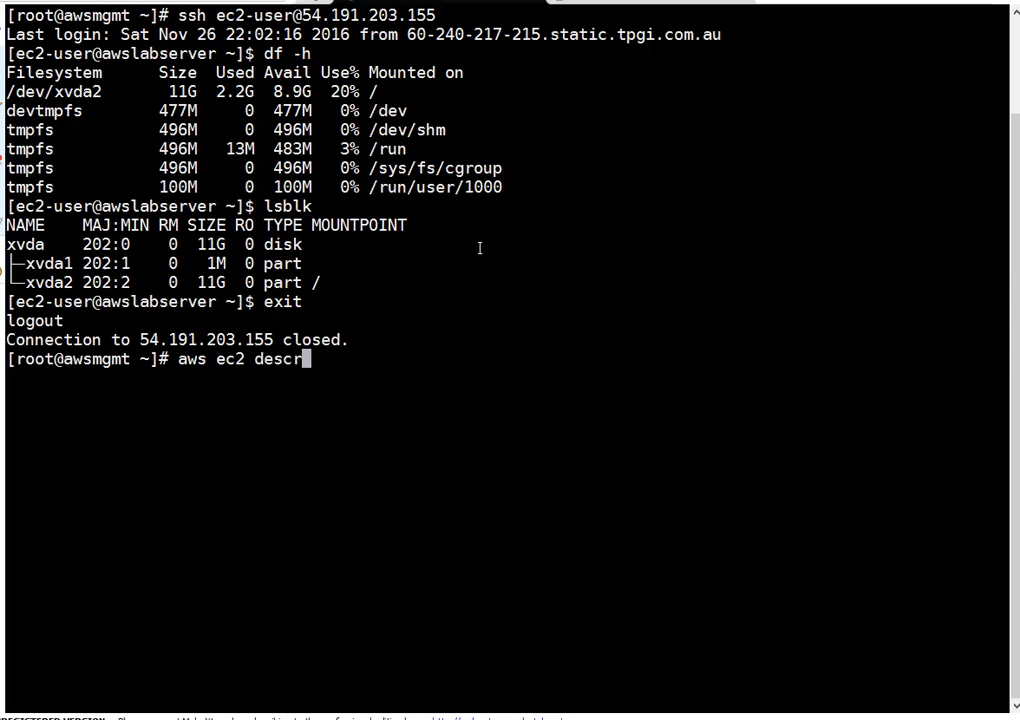 [root@awsmgmt ~]# ssh ec2-user@54.191.203.155
Last login: Sat Nov 26 22:02:16 2016 from 60-240-217-215.static.tpgi.com.au
[ec2-user@awslabserver ~]$ df -h
Filesystem      Size  Used Avail Use% Mounted on
/dev/xvda2       11G  2.2G  8.9G  20% /
devtmpfs        477M     0  477M   0% /dev
tmpfs           496M     0  496M   0% /dev/shm
tmpfs           496M   13M  483M   3% /run
tmpfs           496M     0  496M   0% /sys/fs/cgroup
tmpfs           100M     0  100M   0% /run/user/1000
[ec2-user@awslabserver ~]$ lsblk
NAME    MAJ:MIN RM SIZE RO TYPE MOUNTPOINT
xvda    202:0    0  11G  0 disk
├─xvda1 202:1    0   1M  0 part
└─xvda2 202:2    0  11G  0 part /
[ec2-user@awslabserver ~]$ exit
logout
Connection to 54.191.203.155 closed.
[root@awsmgmt ~]# aws ec2 descr